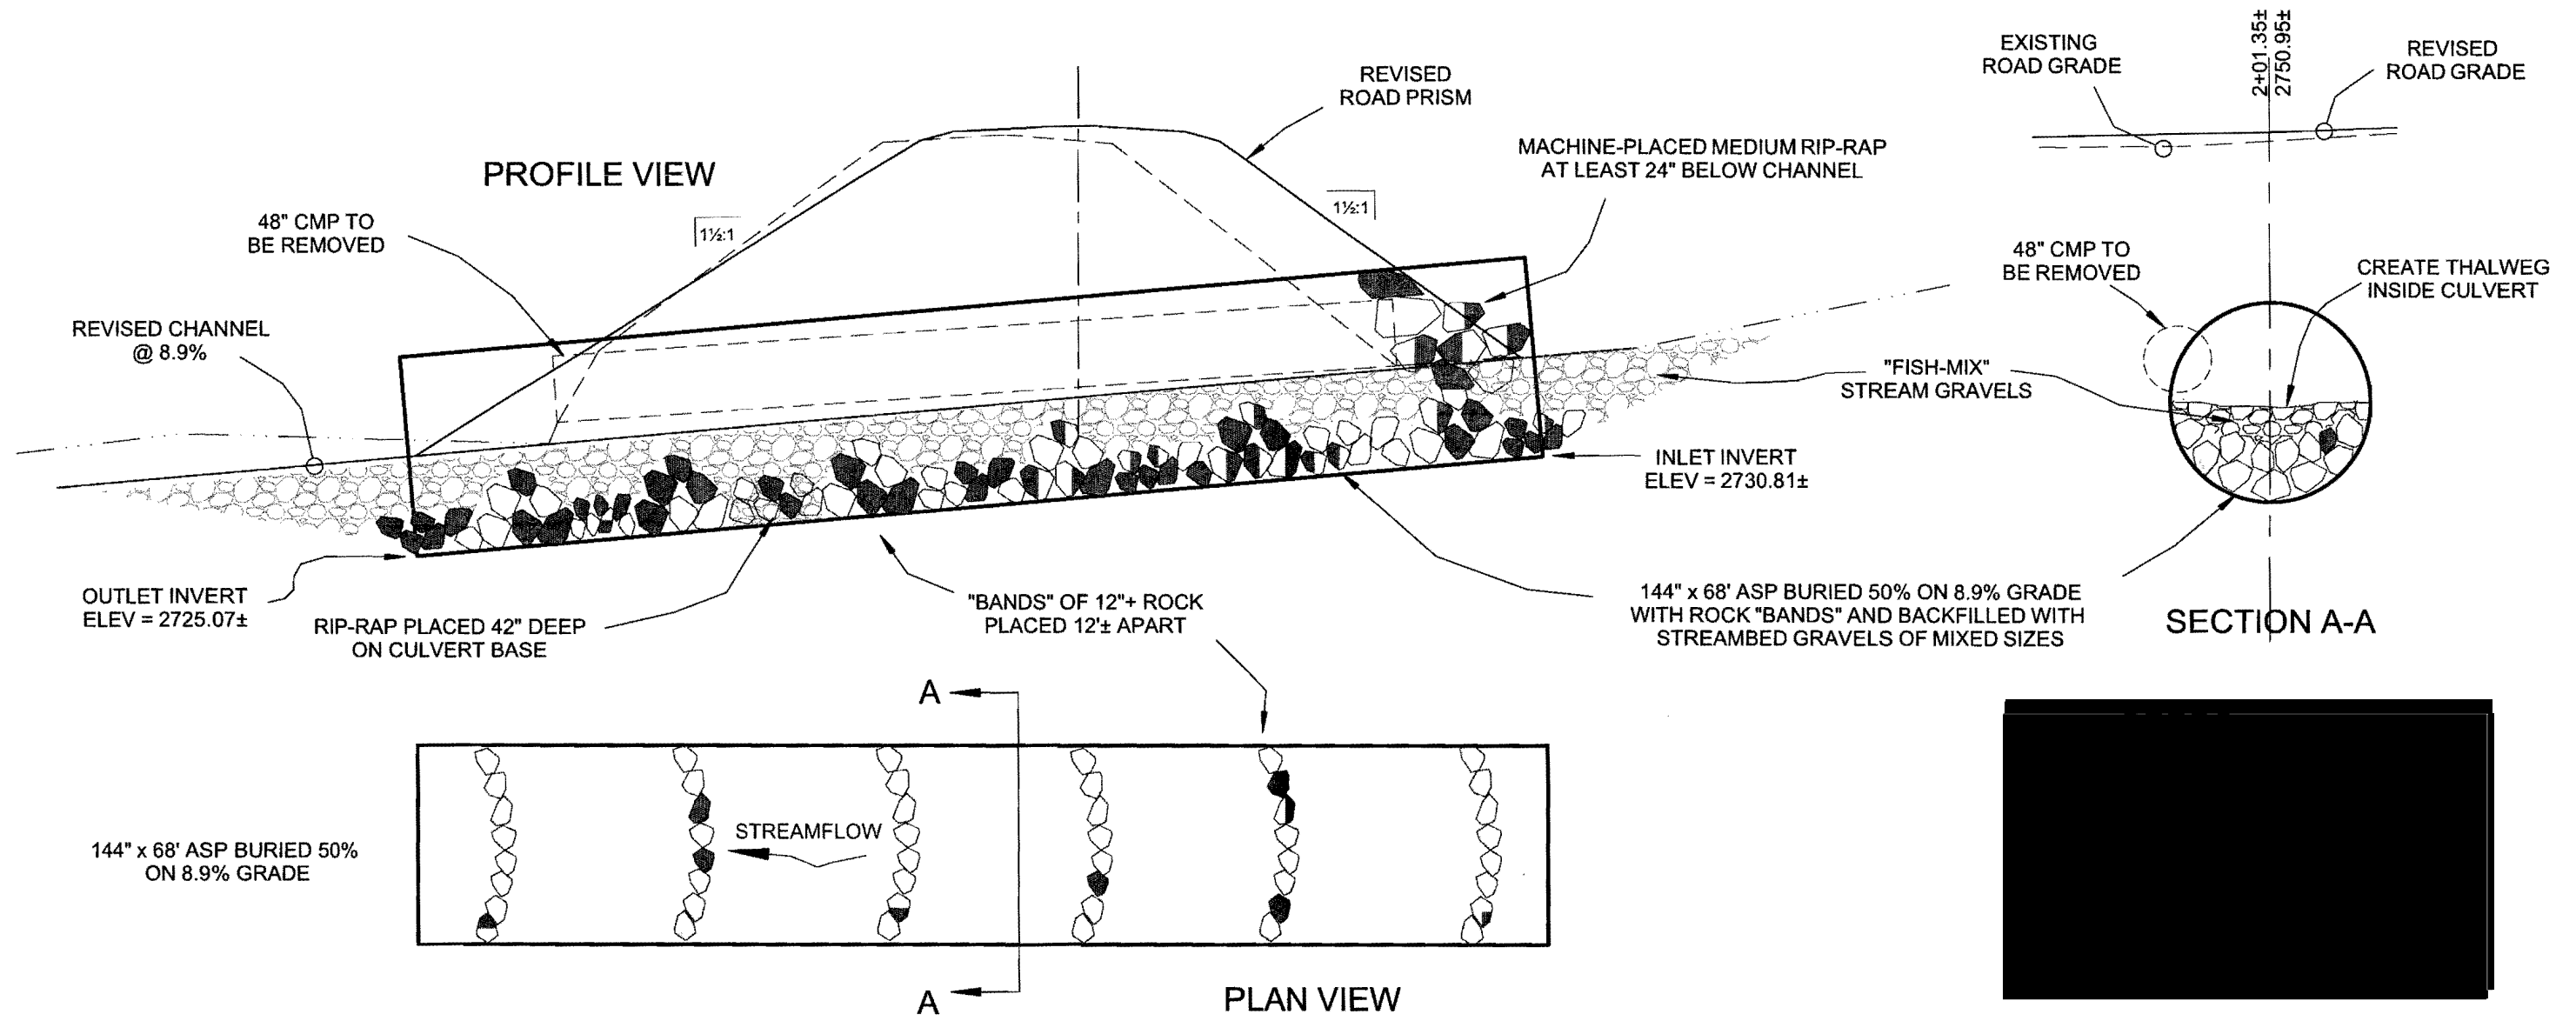 2+01.35±
2750.95±
EXISTING
ROAD GRADE
REVISED
ROAD GRADE
REVISED
ROAD PRISM
PROFILE VIEW
MACHINE-PLACED MEDIUM RIP-RAP
AT LEAST 24" BELOW CHANNEL
48" CMP TO
BE REMOVED
1½:1
1½:1
48" CMP TO
BE REMOVED
CREATE THALWEG
INSIDE CULVERT
REVISED CHANNEL
@ 8.9%
"FISH-MIX"
STREAM GRAVELS
INLET INVERT
ELEV = 2730.81±
OUTLET INVERT
ELEV = 2725.07±
RIP-RAP PLACED 42" DEEP
ON CULVERT BASE
"BANDS" OF 12"+ ROCK
PLACED 12'± APART
144" x 68' ASP BURIED 50% ON 8.9% GRADE
WITH ROCK "BANDS" AND BACKFILLED WITH
STREAMBED GRAVELS OF MIXED SIZES
SECTION A-A
A
STREAMFLOW
144" x 68' ASP BURIED 50%
ON 8.9% GRADE
A
PLAN VIEW